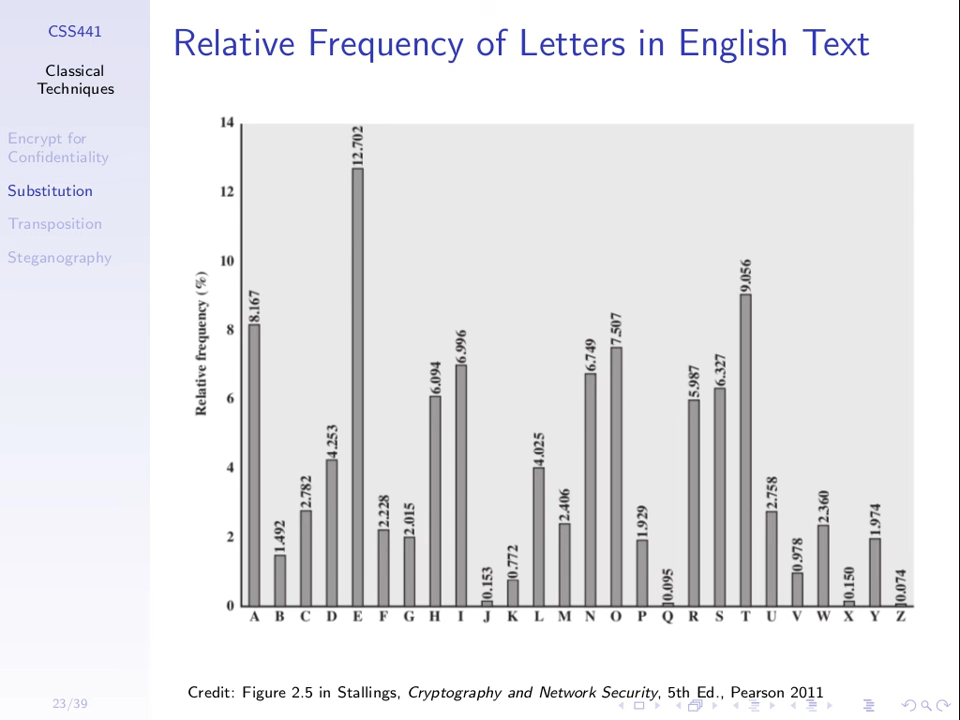 CSS441
Classical
Techniques
Encrypt for
Confidentiality
Substitution
Transposition
Steganography
23/39
Relative Frequency of Letters in English Text
Relative frequency (%)
14
12
10
8
6
4
2
0
8.167
1.492
2.782
4.253
12.702
2.228
2.015
6.094
6.996
0.153
0.772
4.025
2.406
6.749
7.507
1.929
0.095
5.987
6.327
9.056
2.758
0.978
2.360
0.150
1.974
0.074
A B C D E F G H I J K L M N O P Q R S T U V W X Y Z
Credit: Figure 2.5 in Stallings, Cryptography and Network Security, 5th Ed., Pearson 2011